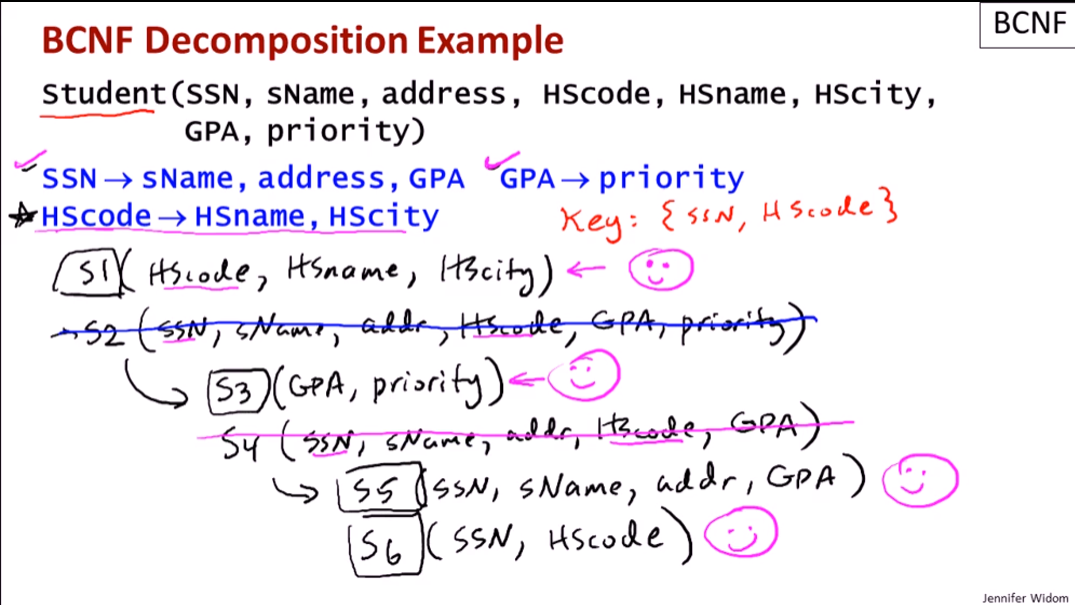 BCNF
BCNF Decomposition Example
Student(SSN, sName, address, HScode, HSname, HScity,
GPA, priority)
SSN → sName, address, GPA GPA → priority
HScode → HSname, HScity
Key: {SSN, HScode}
S1(HScode, HSname, HScity)
S2(SSN, sName, addr, HScode, GPA, priority)
S3(GPA, priority)
S4(SSN, sName, addr, HScode, GPA)
S5(SSN, sName, addr, GPA)
S6(SSN, HScode)
Jennifer Widom